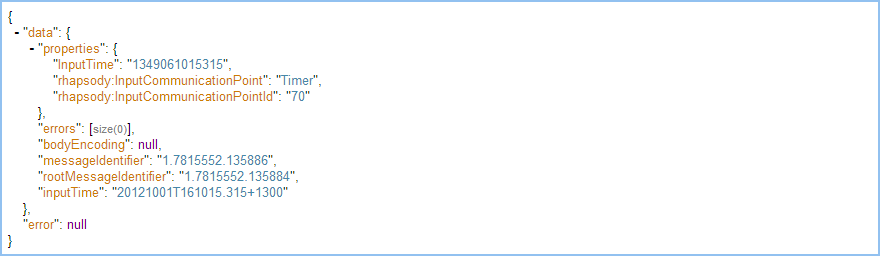 {
- "data": {
- "properties": {
"InputTime": "1349061015315",
"rhapsody:InputCommunicationPoint": "Timer",
"rhapsody:InputCommunicationPointId": "70"
},
"errors": [size(0)],
"bodyEncoding": null,
"messageIdentifier": "1.7815552.135886",
"rootMessageIdentifier": "1.7815552.135884",
"inputTime": "20121001T161015.315+1300"
},
"error": null
}